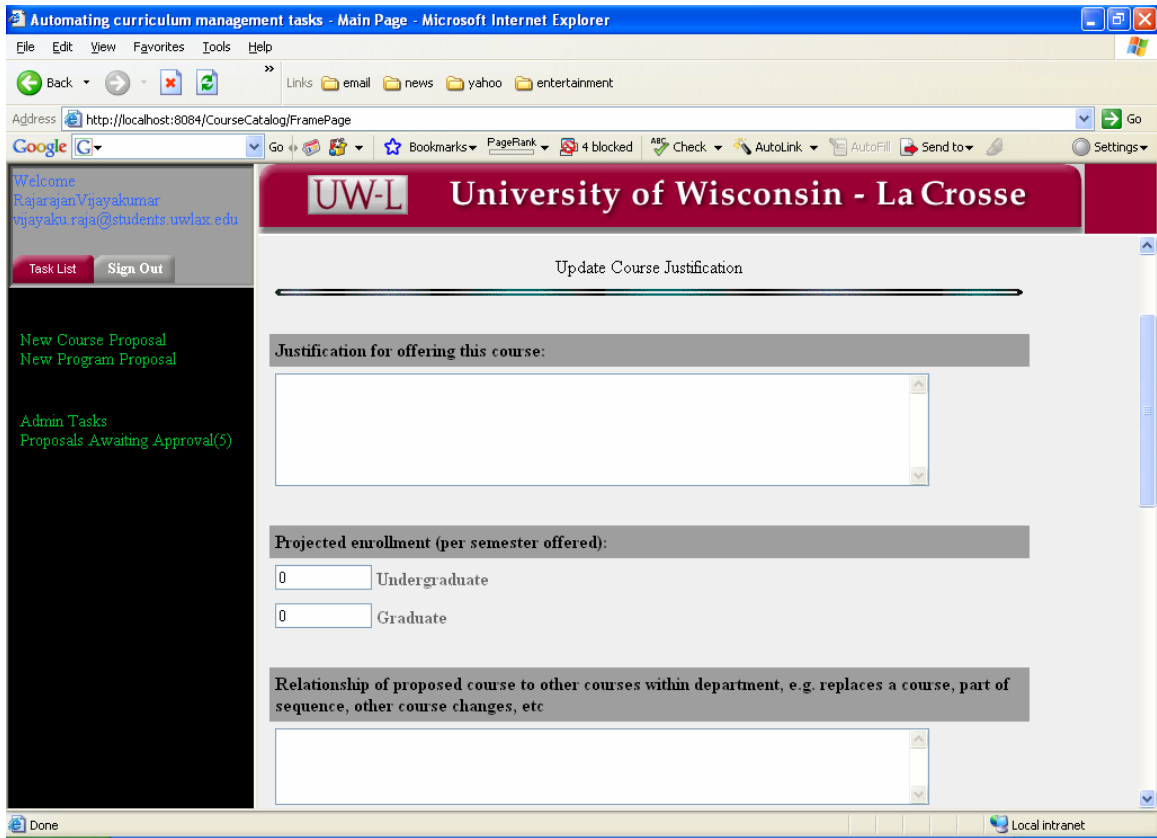 Automating curriculum management tasks - Main Page - Microsoft Internet Explorer
File Edit View Favorites Tools Help
Back » Links email news yahoo entertainment
Address http://localhost:8084/CourseCatalog/FramePage Go
Google G Go Bookmarks PageRank 4 blocked ABC Check AutoLink AutoFill Send to Settings
Welcome
RajarajanVijayakumar
vijayaku.raja@students.uwlax.edu
Task List Sign Out
New Course Proposal
New Program Proposal
Admin Tasks
Proposals Awaiting Approval(5)
UW-L University of Wisconsin - La Crosse
Update Course Justification
Justification for offering this course:
Projected enrollment (per semester offered):
0 Undergraduate
0 Graduate
Relationship of proposed course to other courses within department, e.g. replaces a course, part of
sequence, other course changes, etc
Done Local intranet